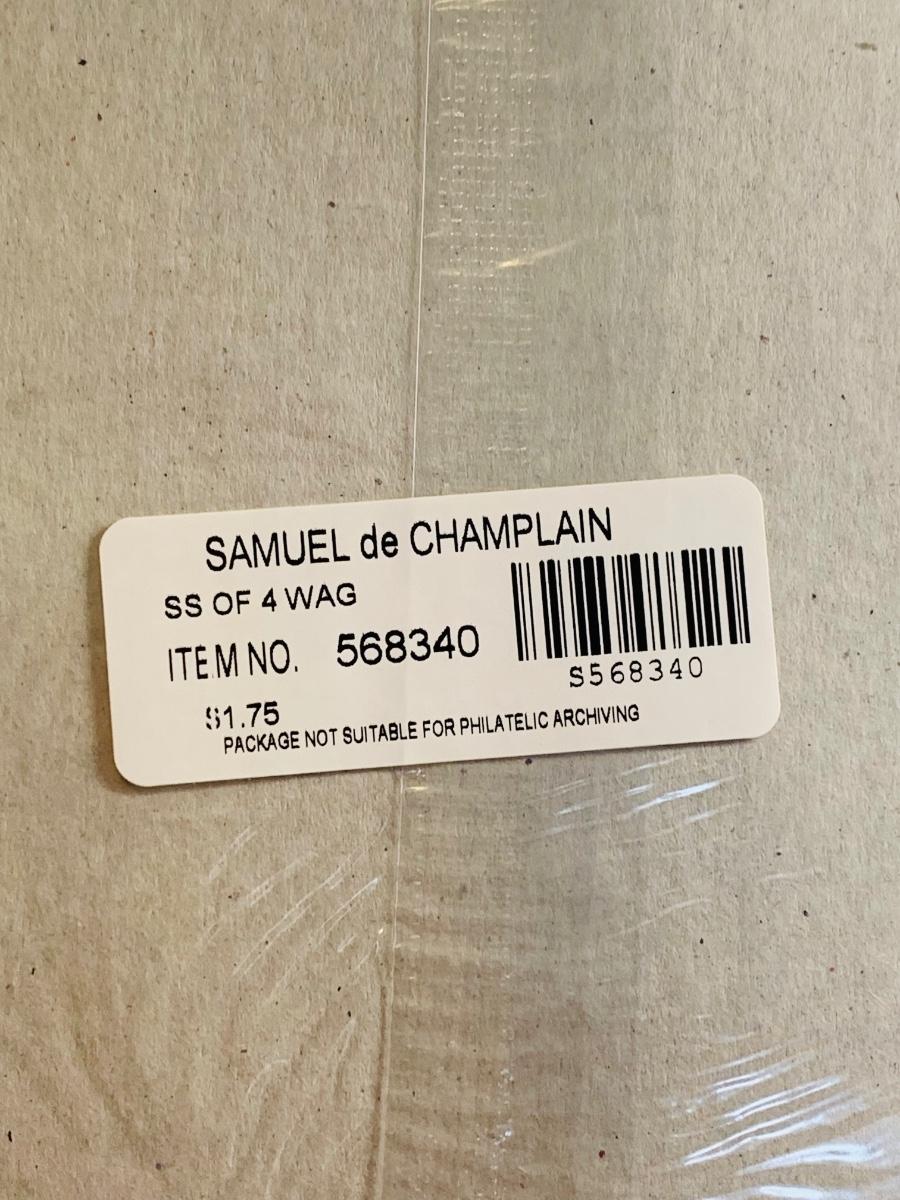 SAMUEL de CHAMPLAIN
SS OF 4 WAG
ITEM NO. 568340
S568340
$1.75
PACKAGE NOT SUITABLE FOR PHILATELIC ARCHIVING